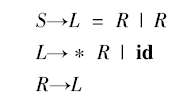 S→L = R | R
L→* R | id
R→L